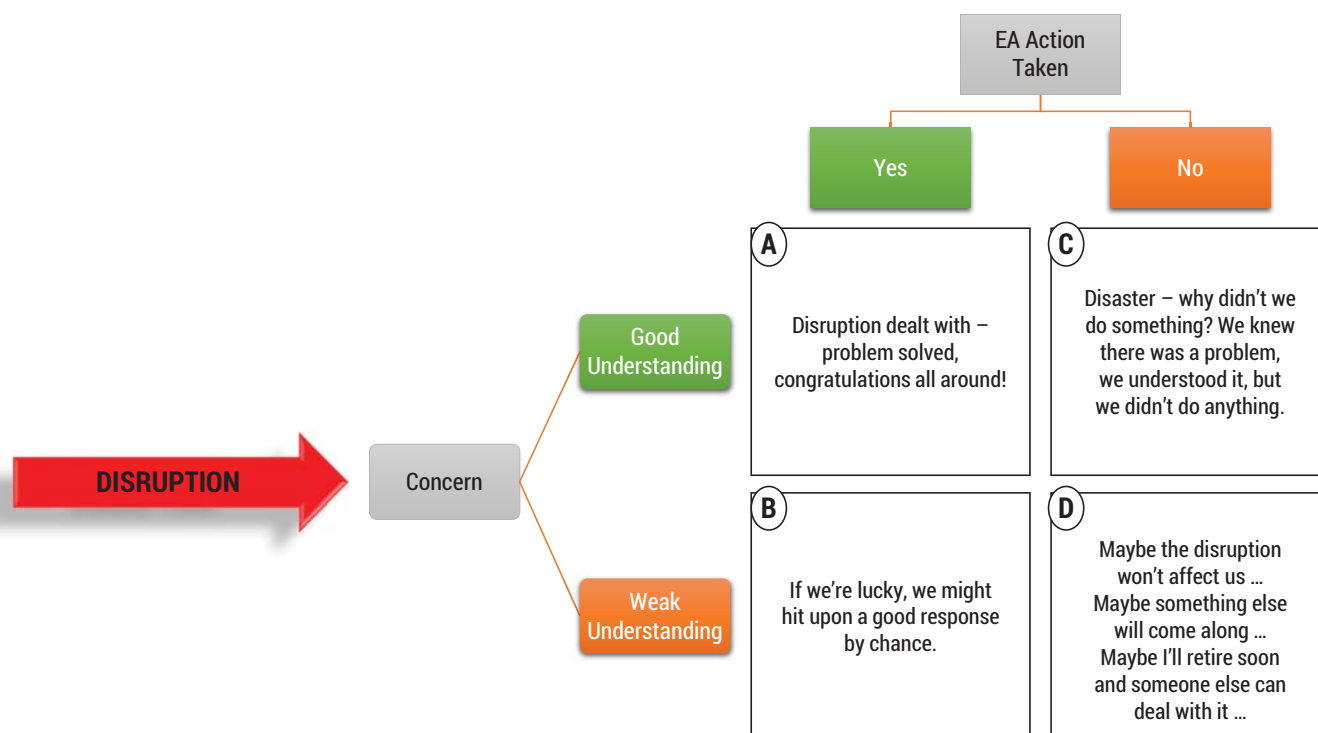 EA Action
Taken
Yes
No
A
C
Disruption dealt with –
problem solved,
congratulations all around!
Disaster – why didn’t we
do something? We knew
there was a problem,
we understood it, but
we didn’t do anything.
Good
Understanding
DISRUPTION
Concern
B
D
Weak
Understanding
If we’re lucky, we might
hit upon a good response
by chance.
Maybe the disruption
won’t affect us ...
Maybe something else
will come along ...
Maybe I’ll retire soon
and someone else can
deal with it ...